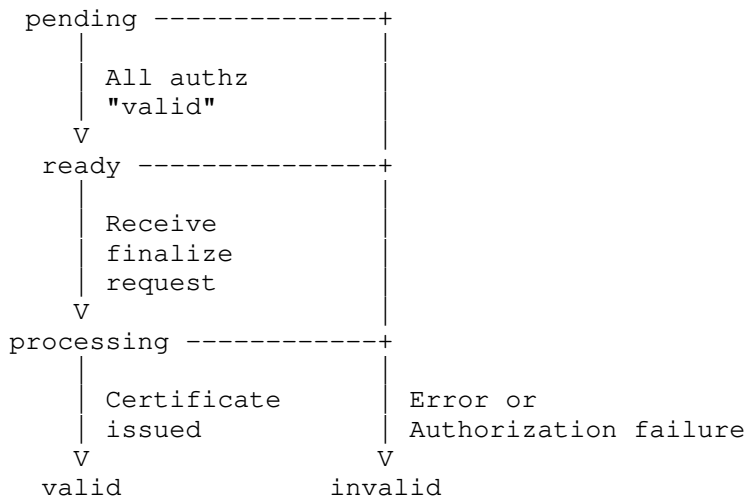 pending --------------+
|                  |
| All authz        |
| "valid"          |
V                  |
ready ---------------+
|                  |
| Receive          |
| finalize         |
| request          |
V                  |
processing ------------+
|                  |
| Certificate      | Error or
| issued           | Authorization failure
V                  V
valid             invalid